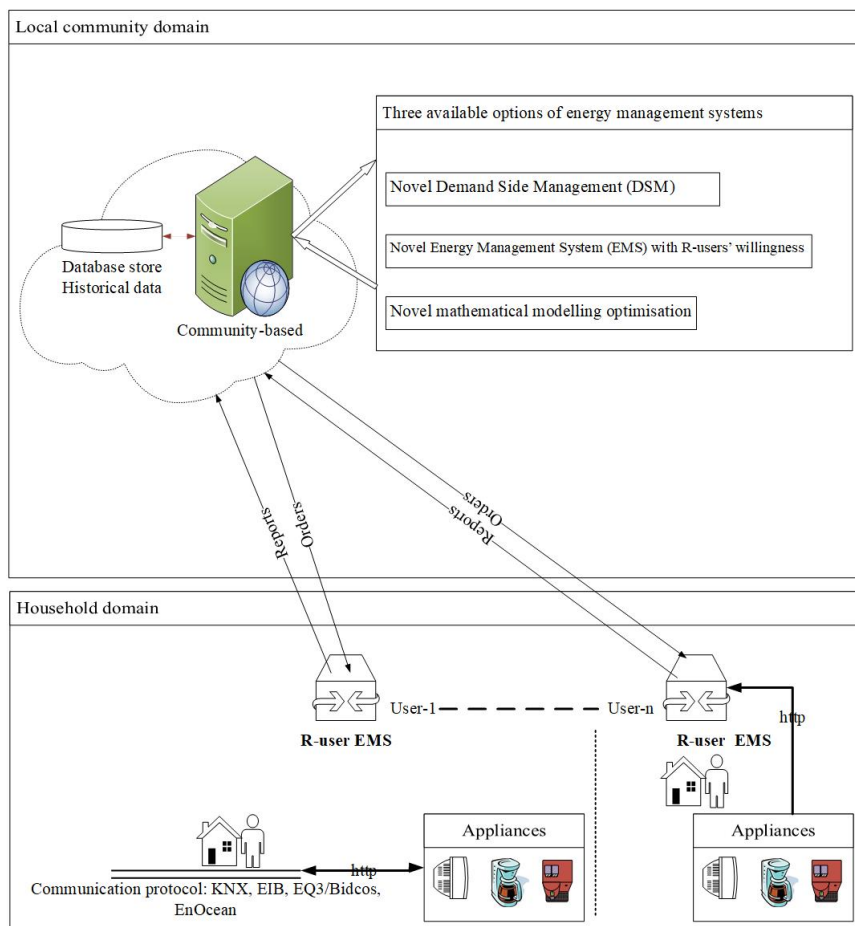 Local community domain
Three available options of energy management systems
Novel Demand Side Management (DSM)
Novel Energy Management System (EMS) with R-users' willingness
Novel mathematical modelling optimisation
Database store
Historical data
Community-based
Reports
Orders
Orders
Reports
Household domain
User-1
User-n
R-user EMS
R-user EMS
http
Appliances
Appliances
http
Communication protocol: KNX, EIB, EQ3/Bidcos,
EnOcean